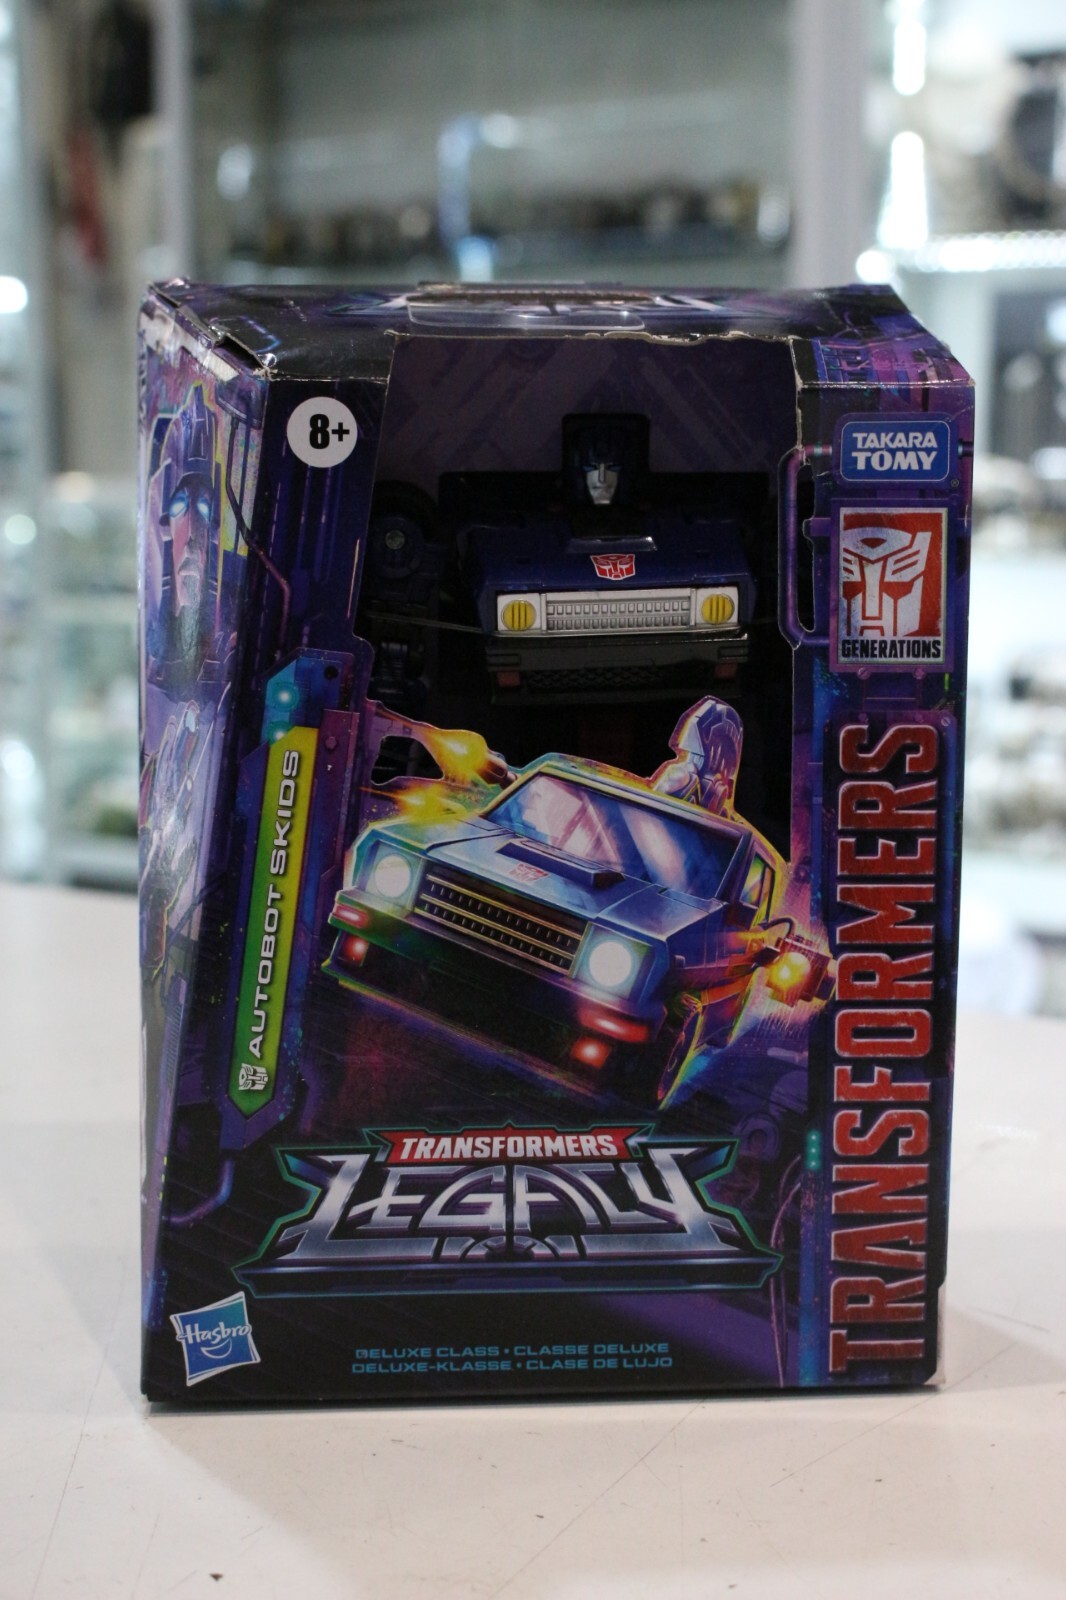 8+
TAKARA
TOMY
GENERATIONS
TRANSFORMERS
AUTOBOT SKIDS
TRANSFORMERS
LEGACY
Hasbro
DELUXE CLASS • CLASSE DELUXE
DELUXE-KLASSE • CLASE DE LUJO